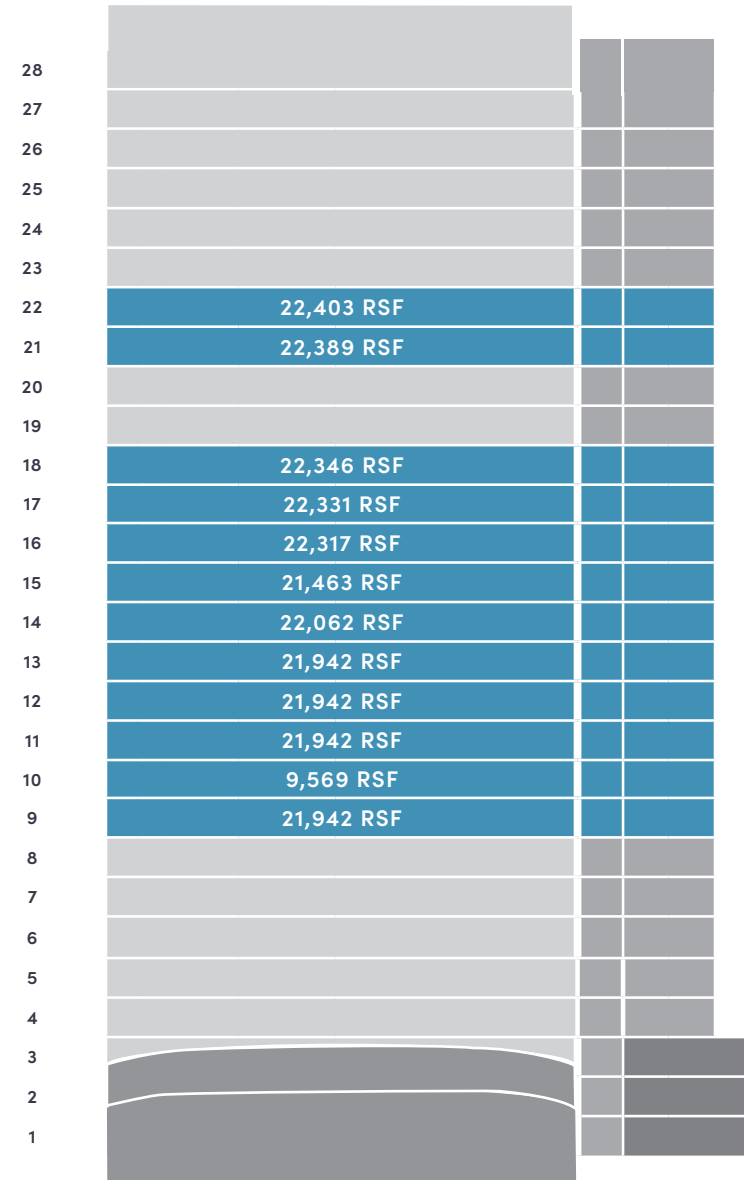 28
27
26
25
24
23
22 22,403 RSF
21 22,389 RSF
20
19
18 22,346 RSF
17 22,331 RSF
16 22,317 RSF
15 21,463 RSF
14 22,062 RSF
13 21,942 RSF
12 21,942 RSF
11 21,942 RSF
10 9,569 RSF
9 21,942 RSF
8
7
6
5
4
3
2
1